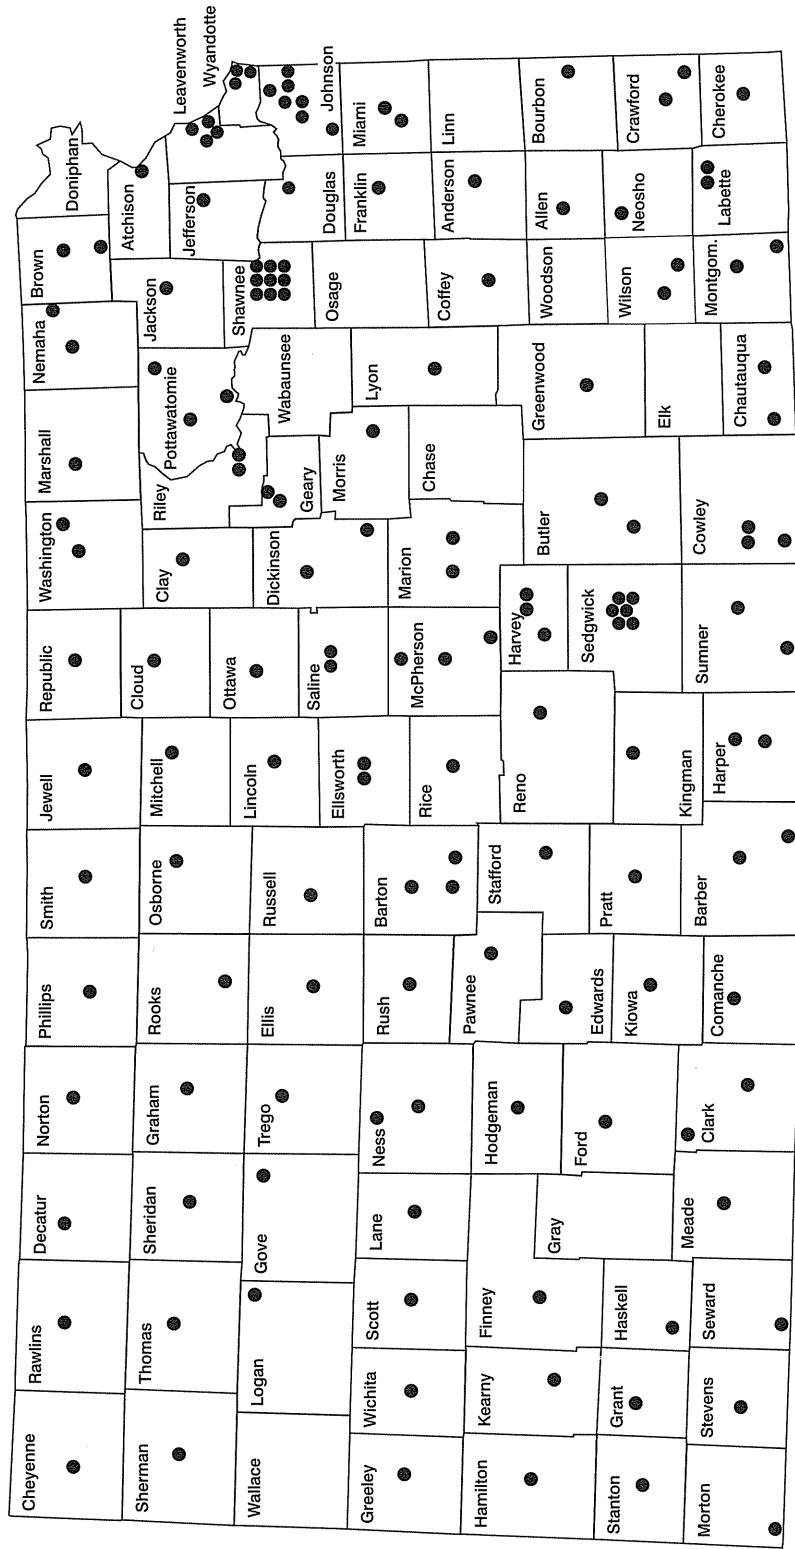 Cheyenne
Rawlins
Decatur
Norton
Phillips
Smith
Jewell
Republic
Washington
Marshall
Nemaha
Brown
Doniphan
Sherman
Thomas
Sheridan
Graham
Rooks
Osborne
Mitchell
Cloud
Clay
Riley
Pottawatomie
Jackson
Atchison
Jefferson
Leavenworth
Wyandotte
Wallace
Logan
Gove
Trego
Ellis
Russell
Lincoln
Ottawa
Saline
Dickinson
Geary
Wabaunsee
Shawnee
Douglas
Johnson
Greeley
Wichita
Scott
Lane
Ness
Rush
Barton
Ellsworth
Rice
McPherson
Marion
Morris
Chase
Lyon
Osage
Coffey
Franklin
Miami
Anderson
Linn
Hamilton
Kearny
Finney
Hodgeman
Pawnee
Stafford
Reno
Harvey
Butler
Greenwood
Woodson
Allen
Bourbon
Stanton
Grant
Haskell
Gray
Ford
Edwards
Kiowa
Pratt
Kingman
Sedgwick
Elk
Wilson
Neosho
Crawford
Morton
Stevens
Seward
Meade
Clark
Comanche
Barber
Harper
Sumner
Cowley
Chautauqua
Montgom.
Labette
Cherokee